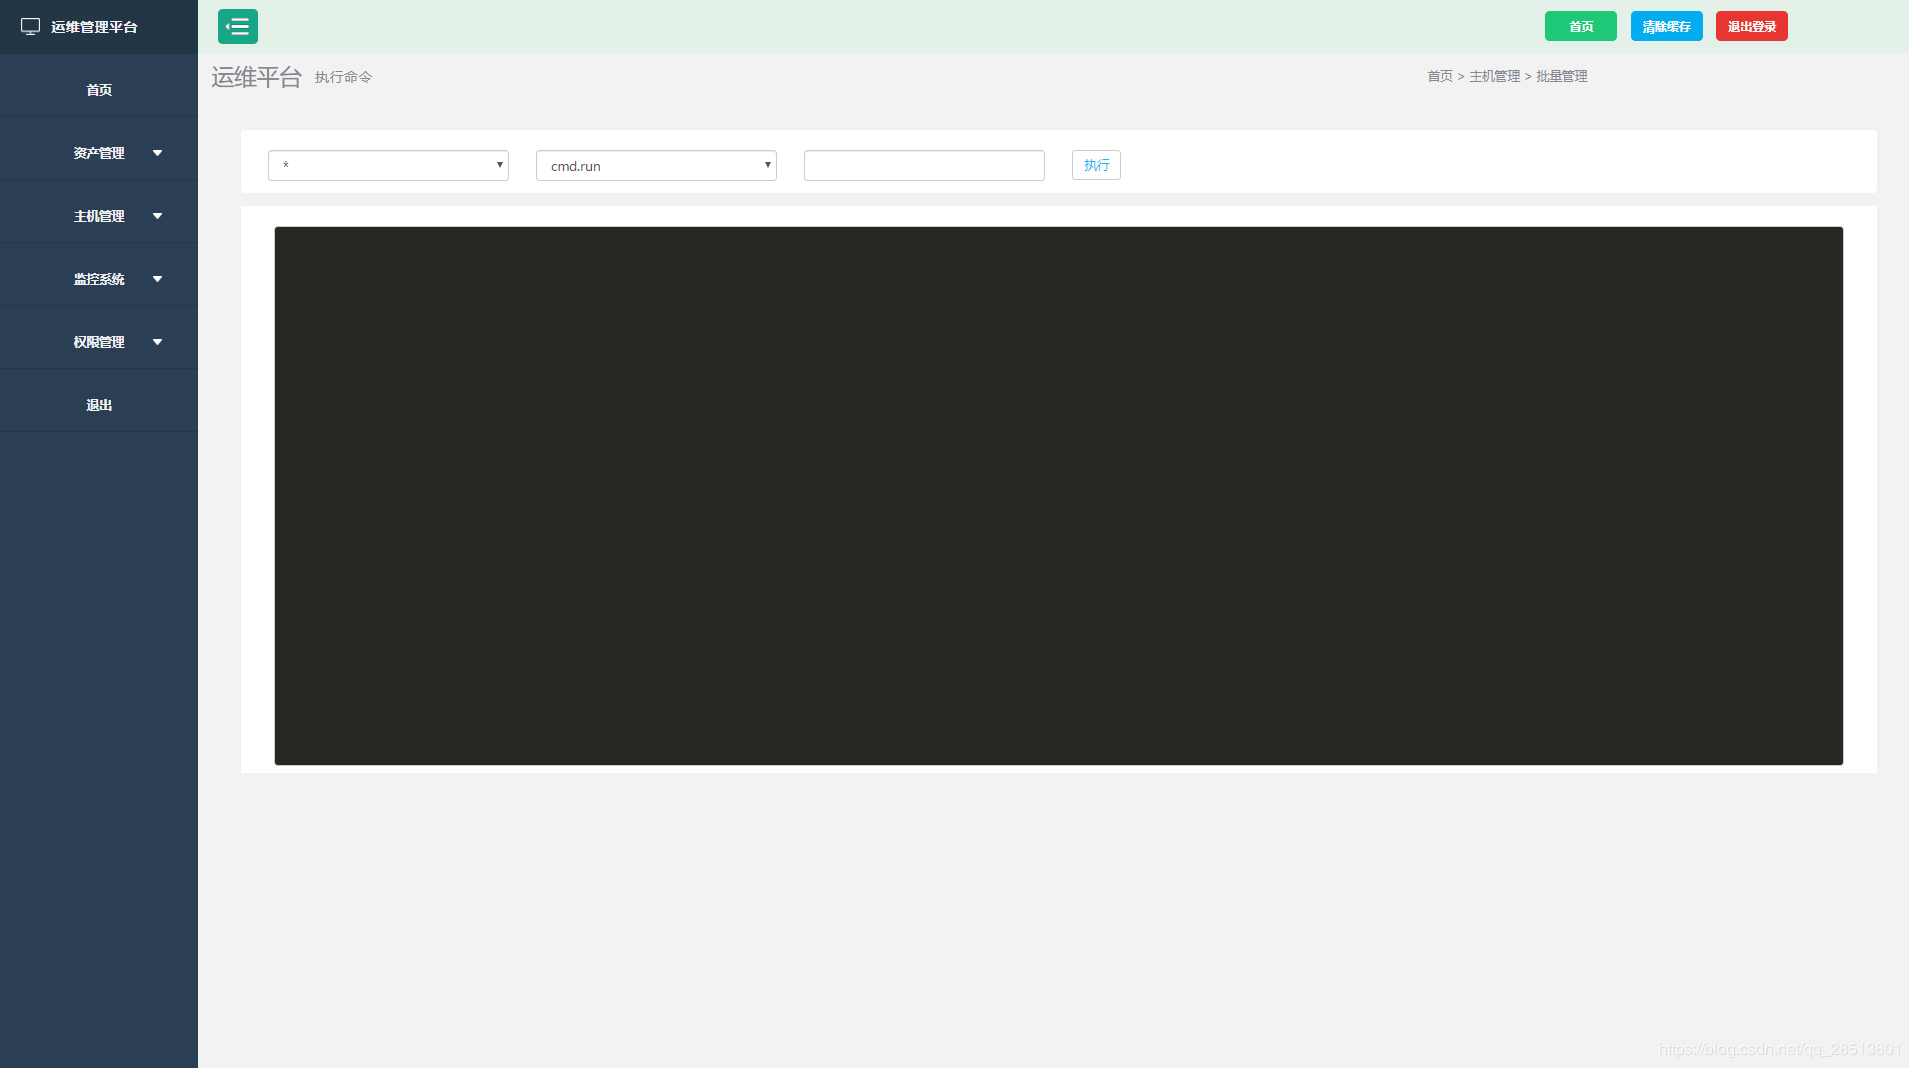 运维管理平台
首页 清除缓存 退出登录
运维平台 执行命令
首页 > 主机管理 > 批量管理
首页
资产管理
主机管理
监控系统
权限管理
退出
* cmd.run 执行
https://blog.csdn.net/qq_28513801